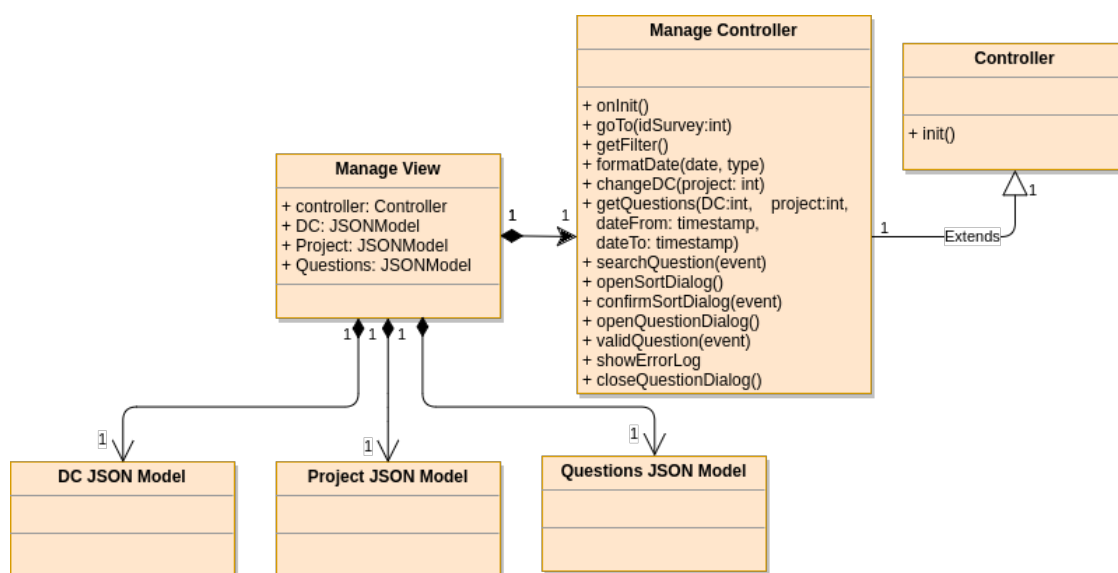 Manage Controller
+ onInit()
+ goTo(idSurvey:int)
+ getFilter()
+ formatDate(date, type)
+ changeDC(project: int)
+ getQuestions(DC:int, project:int,
dateFrom: timestamp,
dateTo: timestamp)
+ searchQuestion(event)
+ openSortDialog()
+ confirmSortDialog(event)
+ openQuestionDialog()
+ validQuestion(event)
+ showErrorLog
+ closeQuestionDialog()
Controller
+ init()
1
Extends
1
Manage View
+ controller: Controller
+ DC: JSONModel
+ Project: JSONModel
+ Questions: JSONModel
1
1
1
1
1
1
1
1
DC JSON Model
Project JSON Model
Questions JSON Model